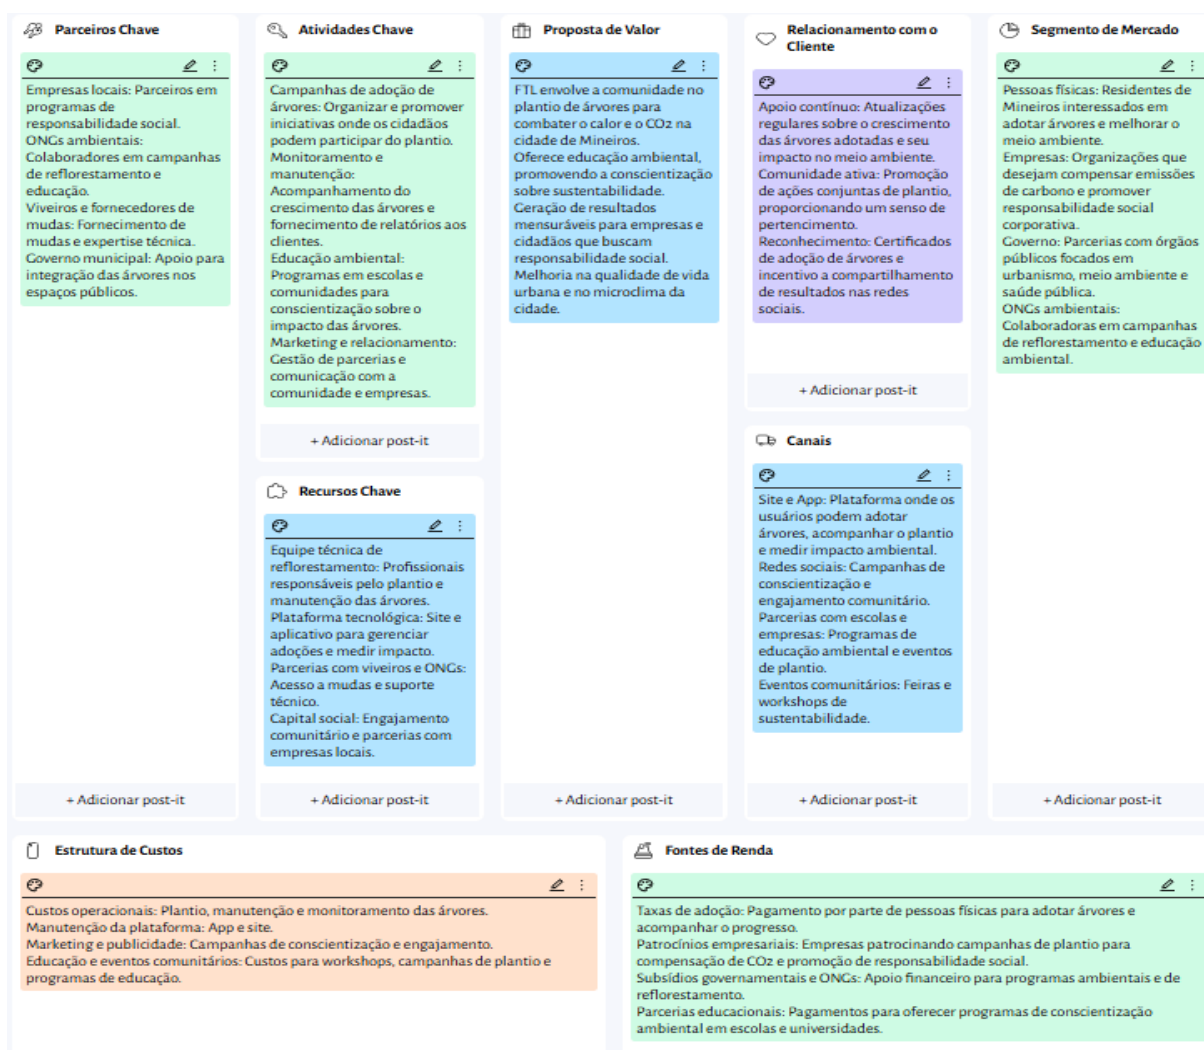 Parceiros Chave
Empresas locais: Parceiros em
programas de
responsabilidade social.
ONGs ambientais:
Colaboradores em campanhas
de reflorestamento e
educação.
Viveiros e fornecedores de
mudas: Fornecimento de
mudas e expertise técnica.
Governo municipal: Apoio para
integração das árvores nos
espaços públicos.
+ Adicionar post-it
Atividades Chave
Campanhas de adoção de
árvores: Organizar e promover
iniciativas onde os cidadãos
podem participar do plantio.
Monitoramento e
manutenção:
Acompanhamento do
crescimento das árvores e
fornecimento de relatórios aos
clientes.
Educação ambiental:
Programas em escolas e
comunidades para
conscientização sobre o
impacto das árvores.
Marketing e relacionamento:
Gestão de parcerias e
comunicação com a
comunidade e empresas.
+ Adicionar post-it
Recursos Chave
Equipe técnica de
reflorestamento: Profissionais
responsáveis pelo plantio e
manutenção das árvores.
Plataforma tecnológica: Site e
aplicativo para gerenciar
adoções e medir impacto.
Parcerias com viveiros e ONGs:
Acesso a mudas e suporte
técnico.
Capital social: Engajamento
comunitário e parcerias com
empresas locais.
+ Adicionar post-it
Proposta de Valor
FTL envolve a comunidade no
plantio de árvores para
combater o calor e o CO2 na
cidade de Mineiros.
Oferece educação ambiental,
promovendo a conscientização
sobre sustentabilidade.
Geração de resultados
mensuráveis para empresas e
cidadãos que buscam
responsabilidade social.
Melhoria na qualidade de vida
urbana e no microclima da
cidade.
+ Adicionar post-it
Relacionamento com o
Cliente
Apoio contínuo: Atualizações
regulares sobre o crescimento
das árvores adotadas e seu
impacto no meio ambiente.
Comunidade ativa: Promoção
de ações conjuntas de plantio,
proporcionando um senso de
pertencimento.
Reconhecimento: Certificados
de adoção de árvores e
incentivo a compartilhamento
de resultados nas redes
sociais.
+ Adicionar post-it
Canais
Site e App: Plataforma onde os
usuários podem adotar
árvores, acompanhar o plantio
e medir impacto ambiental.
Redes sociais: Campanhas de
conscientização e
engajamento comunitário.
Parcerias com escolas e
empresas: Programas de
educação ambiental e eventos
de plantio.
Eventos comunitários: Feiras e
workshops de
sustentabilidade.
+ Adicionar post-it
Segmento de Mercado
Pessoas físicas: Residentes de
Mineiros interessados em
adotar árvores e melhorar o
meio ambiente.
Empresas: Organizações que
desejam compensar emissões
de carbono e promover
responsabilidade social
corporativa.
Governo: Parcerias com órgãos
públicos focados em
urbanismo, meio ambiente e
saúde pública.
ONGs ambientais:
Colaboradoras em campanhas
de reflorestamento e educação
ambiental.
+ Adicionar post-it
Estrutura de Custos
Custos operacionais: Plantio, manutenção e monitoramento das árvores.
Manutenção da plataforma: App e site.
Marketing e publicidade: Campanhas de conscientização e engajamento.
Educação e eventos comunitários: Custos para workshops, campanhas de plantio e
programas de educação.
Fontes de Renda
Taxas de adoção: Pagamento por parte de pessoas físicas para adotar árvores e
acompanhar o progresso.
Patrocínios empresariais: Empresas patrocinando campanhas de plantio para
compensação de CO2 e promoção de responsabilidade social.
Subsídios governamentais e ONGs: Apoio financeiro para programas ambientais e de
reflorestamento.
Parcerias educacionais: Pagamentos para oferecer programas de conscientização
ambiental em escolas e universidades.